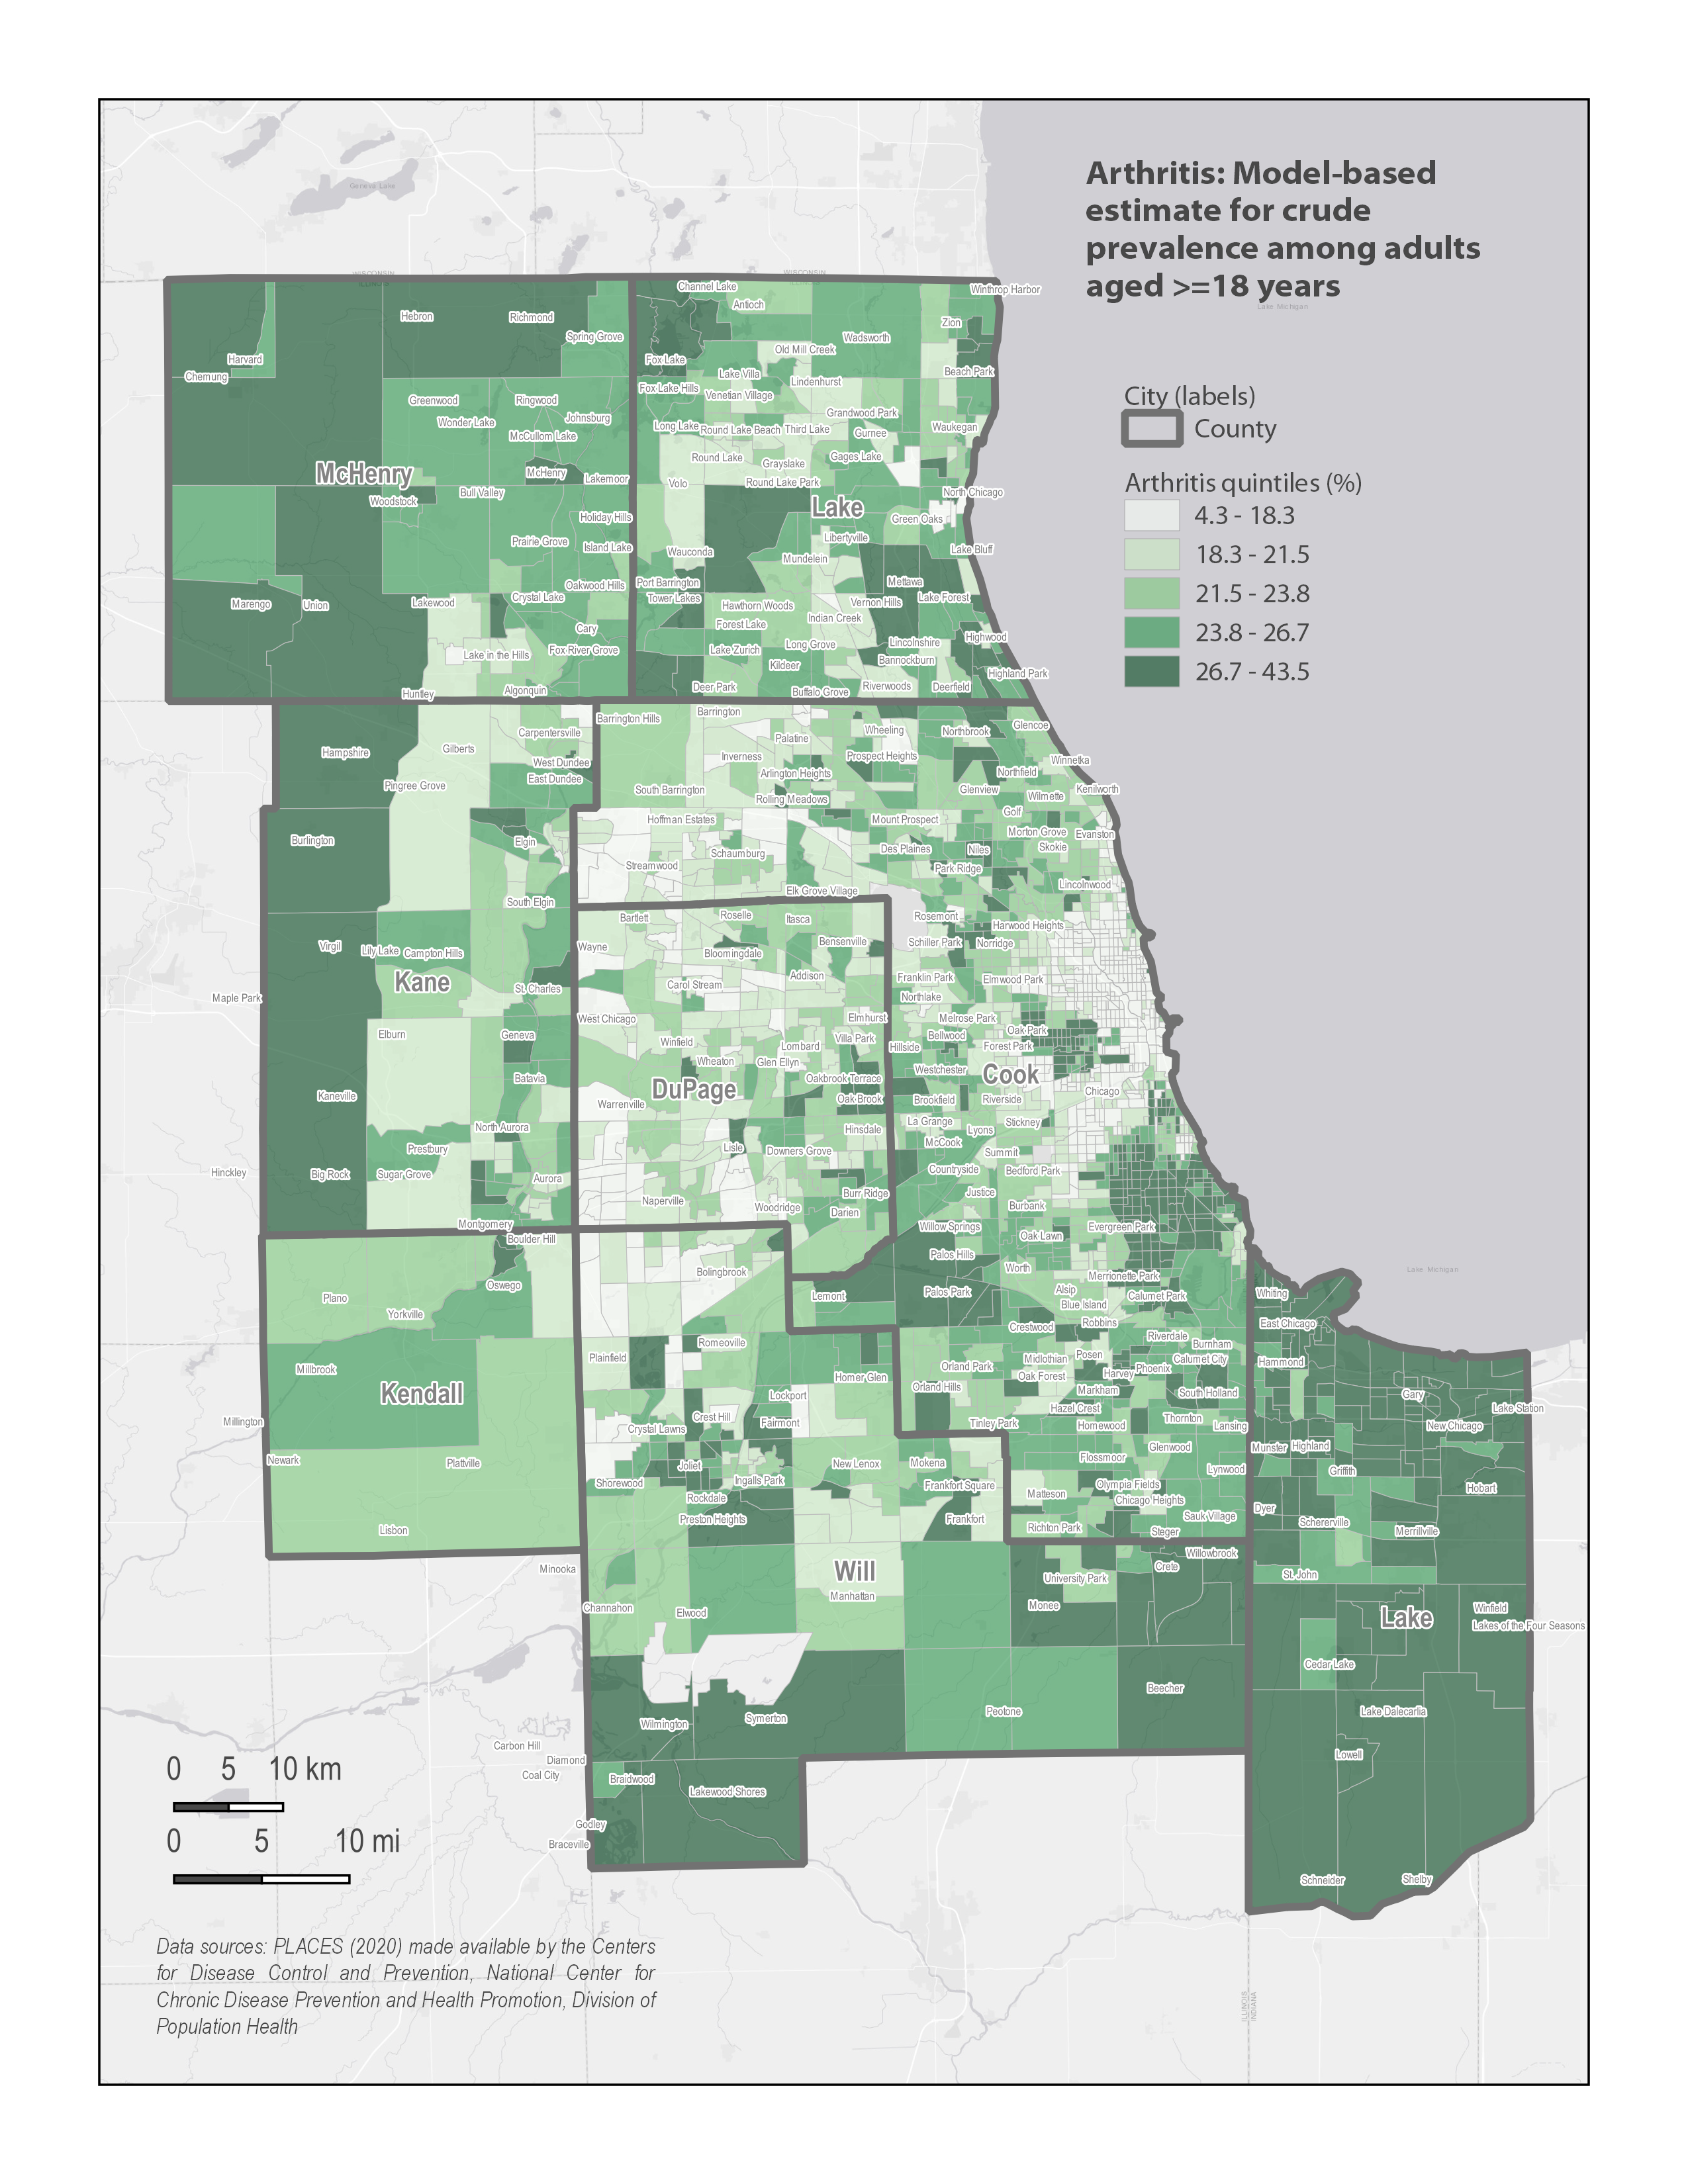 Arthritis: Model-based
estimate for crude
prevalence among adults
aged >=18 years
Lake Michigan
City (labels)
County
Arthritis quintiles (%)
4.3 - 18.3
18.3 - 21.5
21.5 - 23.8
23.8 - 26.7
26.7 - 43.5
Geneva Lake
WISCONSIN
ILLINOIS
WISCONSIN
ILLINOIS
Channel Lake
Winthrop Harbor
Antioch
Hebron
Richmond
Zion
Spring Grove
Wadsworth
Old Mill Creek
Harvard
Fox Lake
Beach Park
Chemung
Lake Villa
Lindenhurst
Fox Lake Hills
Venetian Village
Greenwood
Ringwood
Grandwood Park
Wonder Lake
Johnsburg
Long Lake
Round Lake Beach
Third Lake
Gurnee
Waukegan
McCullom Lake
Round Lake
Grayslake
Gages Lake
McHenry
McHenry
Lakemoor
Volo
Round Lake Park
North Chicago
Bull Valley
Woodstock
Lake
Holiday Hills
Green Oaks
Prairie Grove
Island Lake
Libertyville
Wauconda
Mundelein
Lake Bluff
Oakwood Hills
Port Barrington
Mettawa
Crystal Lake
Tower Lakes
Lake Forest
Marengo
Union
Lakewood
Hawthorn Woods
Vernon Hills
Indian Creek
Forest Lake
Cary
Highwood
Lake in the Hills
Fox River Grove
Lake Zurich
Long Grove
Lincolnshire
Kildeer
Bannockburn
Highland Park
Huntley
Algonquin
Deer Park
Buffalo Grove
Riverwoods
Deerfield
Barrington Hills
Barrington
Glencoe
Carpentersville
Palatine
Wheeling
Northbrook
Hampshire
Gilberts
Inverness
Prospect Heights
West Dundee
Winnetka
East Dundee
Arlington Heights
Northfield
Pingree Grove
South Barrington
Glenview
Kenilworth
Rolling Meadows
Wilmette
Golf
Hoffman Estates
Mount Prospect
Morton Grove
Evanston
Burlington
Elgin
Schaumburg
Des Plaines
Niles
Skokie
Streamwood
Park Ridge
Elk Grove Village
Lincolnwood
South Elgin
Bartlett
Roselle
Itasca
Rosemont
Harwood Heights
Virgil
Lily Lake
Campton Hills
Wayne
Bloomingdale
Bensenville
Schiller Park
Norridge
Kane
Addison
Franklin Park
Elmwood Park
St. Charles
Carol Stream
Maple Park
Northlake
West Chicago
Elmhurst
Melrose Park
Elburn
Geneva
Winfield
Villa Park
Bellwood
Oak Park
Lombard
Hillside
Forest Park
Wheaton
Glen Ellyn
Batavia
DuPage
Oakbrook Terrace
Westchester
Cook
Kaneville
Warrenville
Oak Brook
Brookfield
Riverside
Chicago
North Aurora
Hinsdale
La Grange
Lyons
Stickney
Prestbury
Lisle
Downers Grove
McCook
Summit
Hinckley
Big Rock
Sugar Grove
Aurora
Countryside
Bedford Park
Naperville
Woodridge
Burr Ridge
Justice
Darien
Burbank
Montgomery
Willow Springs
Evergreen Park
Boulder Hill
Oak Lawn
Palos Hills
Bolingbrook
Worth
Merrionette Park
Oswego
Lake Michigan
Plano
Lemont
Palos Park
Alsip
Calumet Park
Whiting
Yorkville
Blue Island
Crestwood
Robbins
East Chicago
Romeoville
Riverdale
Burnham
Plainfield
Midlothian
Posen
Calumet City
Hammond
Millbrook
Homer Glen
Orland Park
Oak Forest
Harvey
Phoenix
Kendall
Lockport
Orland Hills
Markham
South Holland
Gary
Lake Station
Millington
Crest Hill
Fairmont
Tinley Park
Hazel Crest
Thornton
Crystal Lawns
Homewood
Lansing
New Chicago
Newark
Plattville
Joliet
New Lenox
Mokena
Flossmoor
Glenwood
Munster
Highland
Shorewood
Ingalls Park
Frankfort Square
Lynwood
Griffith
Rockdale
Matteson
Olympia Fields
Hobart
Preston Heights
Frankfort
Chicago Heights
Dyer
Lisbon
Richton Park
Sauk Village
Schererville
Steger
Merrillville
Minooka
Will
Willowbrook
Crete
University Park
St. John
Channahon
Elwood
Manhattan
Monee
Lake
Winfield
Lakes of the Four Seasons
Cedar Lake
Beecher
Peotone
Lake Dalecarlia
Wilmington
Symerton
Carbon Hill
Diamond
Lowell
Coal City
Braidwood
Lakewood Shores
Godley
Braceville
Schneider
Shelby
0 5 10 km
0 5 10 mi
Data sources: PLACES (2020) made available by the Centers
for Disease Control and Prevention, National Center for
Chronic Disease Prevention and Health Promotion, Division of
Population Health
ILLINOIS
INDIANA